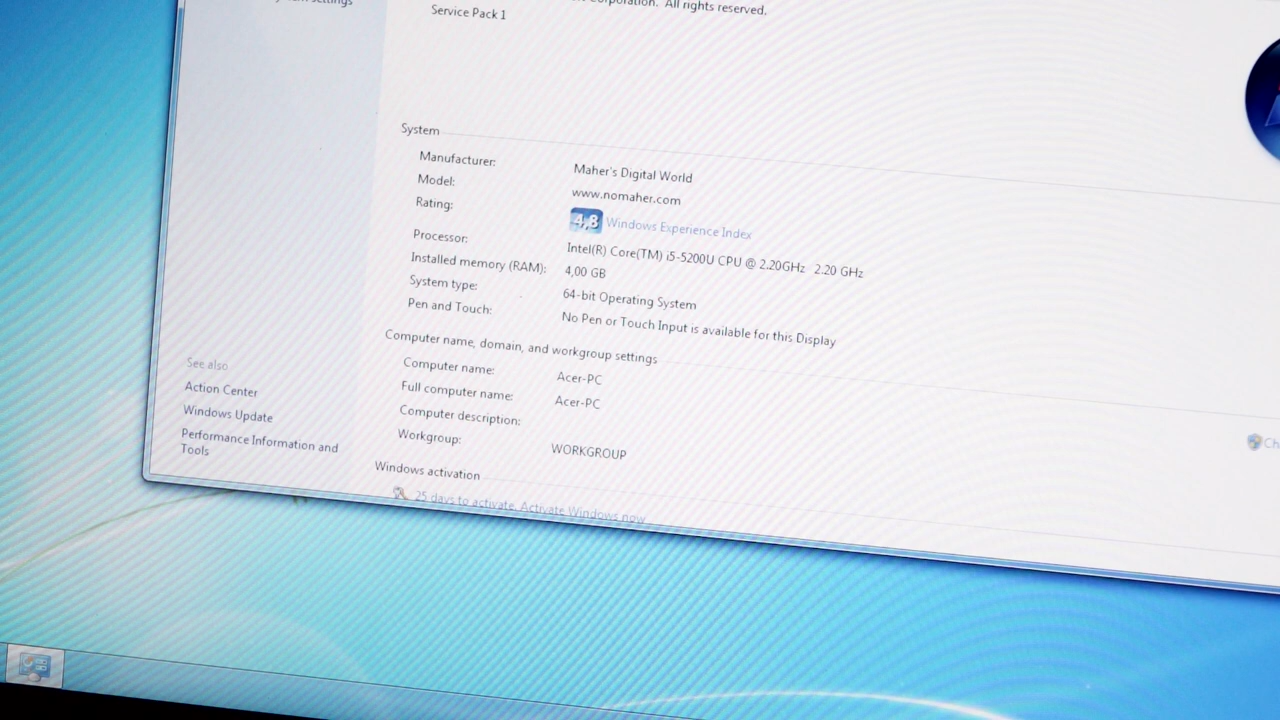 settings
Corporation. All rights reserved.
Service Pack 1
System
Manufacturer: Maher's Digital World
Model: www.nomaher.com
Rating: 4,8 Windows Experience Index
Processor: Intel(R) Core(TM) i5-5200U CPU @ 2.20GHz 2.20 GHz
Installed memory (RAM): 4,00 GB
System type: 64-bit Operating System
Pen and Touch: No Pen or Touch Input is available for this Display
Computer name, domain, and workgroup settings
Computer name: Acer-PC
Full computer name: Acer-PC
Computer description:
Workgroup: WORKGROUP
Windows activation
25 days to activate. Activate Windows now
See also
Action Center
Windows Update
Performance Information and
Tools